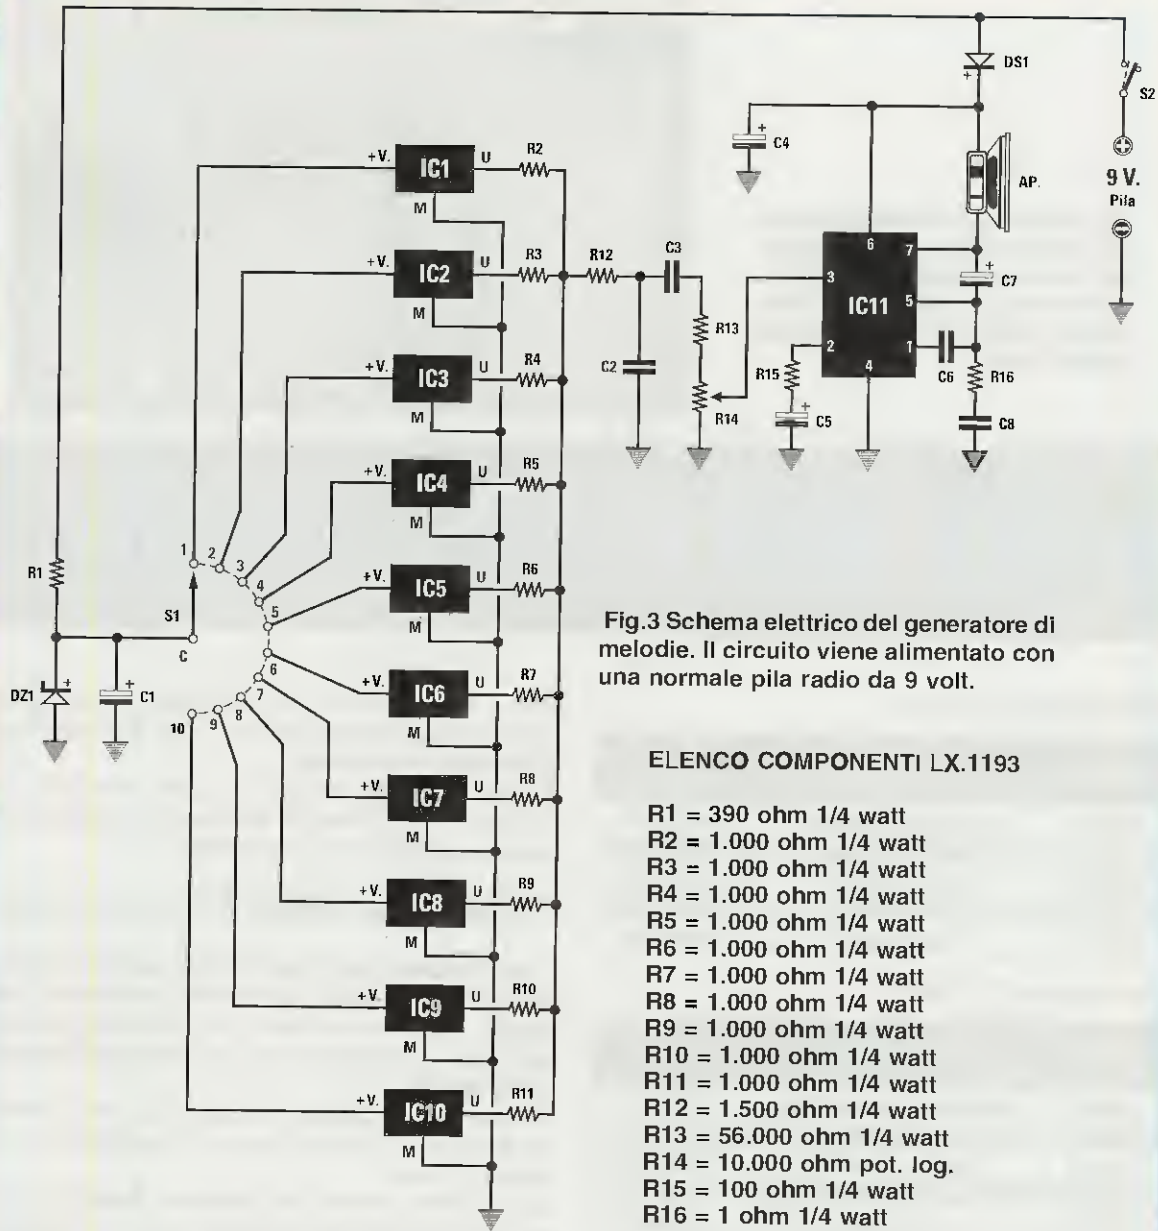 DS1
+
S2
+
C4
9 V.
Pila
AP.
+V. IC1 U R2
M
+V. IC2 U R3
M
R12
C3
R13
C2
R14
R15
+
C5
6
7
3
IC11
5
2
1
4
+
C7
C6
R16
C8
+V. IC3 U R4
M
+V. IC4 U R5
M
+V. IC5 U R6
M
+V. IC6 U R7
M
+V. IC7 U R8
M
+V. IC8 U R9
M
+V. IC9 U R10
M
+V. IC10 U R11
M
R1
S1
C
1
2
3
4
5
6
7
8
9
10
DZ1
+
+
C1
Fig.3 Schema elettrico del generatore di
melodie. Il circuito viene alimentato con
una normale pila radio da 9 volt.
ELENCO COMPONENTI LX.1193
R1 = 390 ohm 1/4 watt
R2 = 1.000 ohm 1/4 watt
R3 = 1.000 ohm 1/4 watt
R4 = 1.000 ohm 1/4 watt
R5 = 1.000 ohm 1/4 watt
R6 = 1.000 ohm 1/4 watt
R7 = 1.000 ohm 1/4 watt
R8 = 1.000 ohm 1/4 watt
R9 = 1.000 ohm 1/4 watt
R10 = 1.000 ohm 1/4 watt
R11 = 1.000 ohm 1/4 watt
R12 = 1.500 ohm 1/4 watt
R13 = 56.000 ohm 1/4 watt
R14 = 10.000 ohm pot. log.
R15 = 100 ohm 1/4 watt
R16 = 1 ohm 1/4 watt